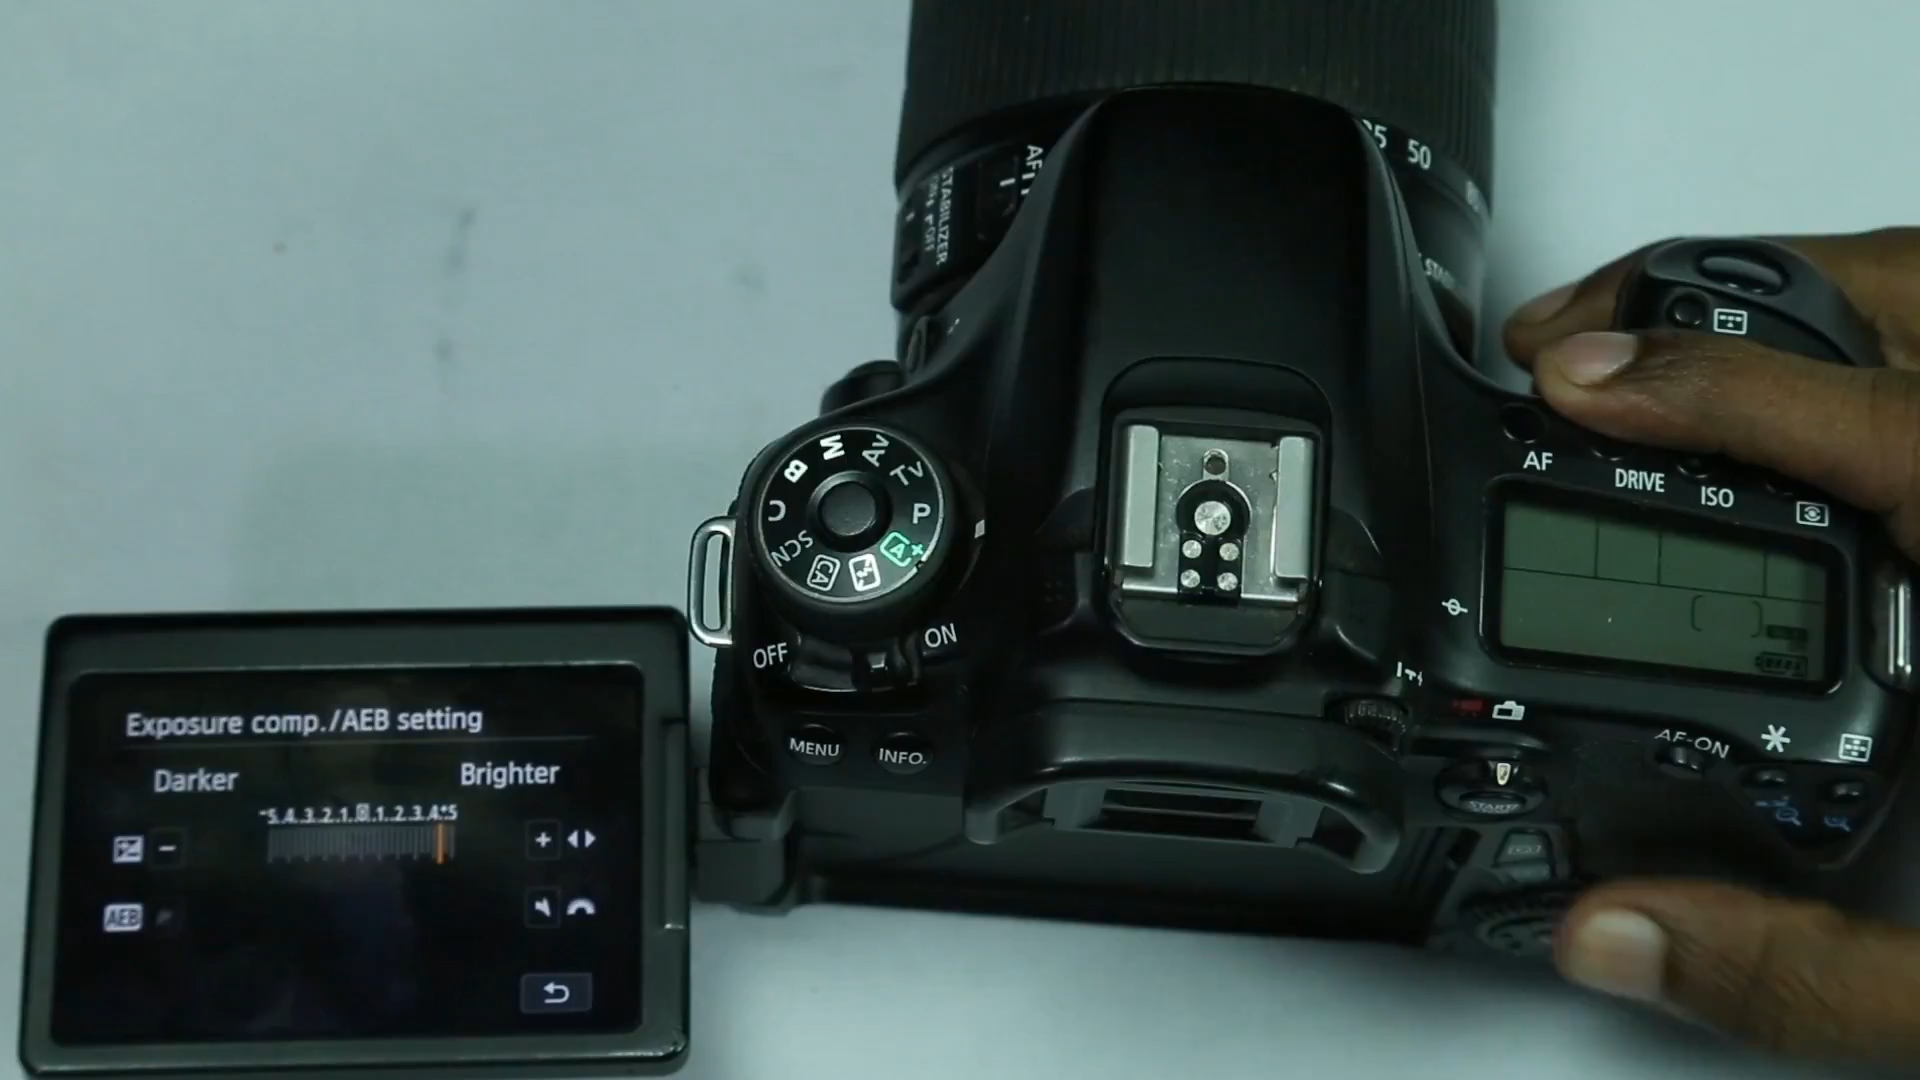 50
STABILIZER
AF
DRIVE
ISO
M
Av
Tv
P
A+
B
C
SCN
CA
OFF
ON
MENU
INFO.
AF-ON
START/
Exposure comp./AEB setting
Darker
Brighter
-5.4.3.2.1.0.1.2.3.4.+5
AEB